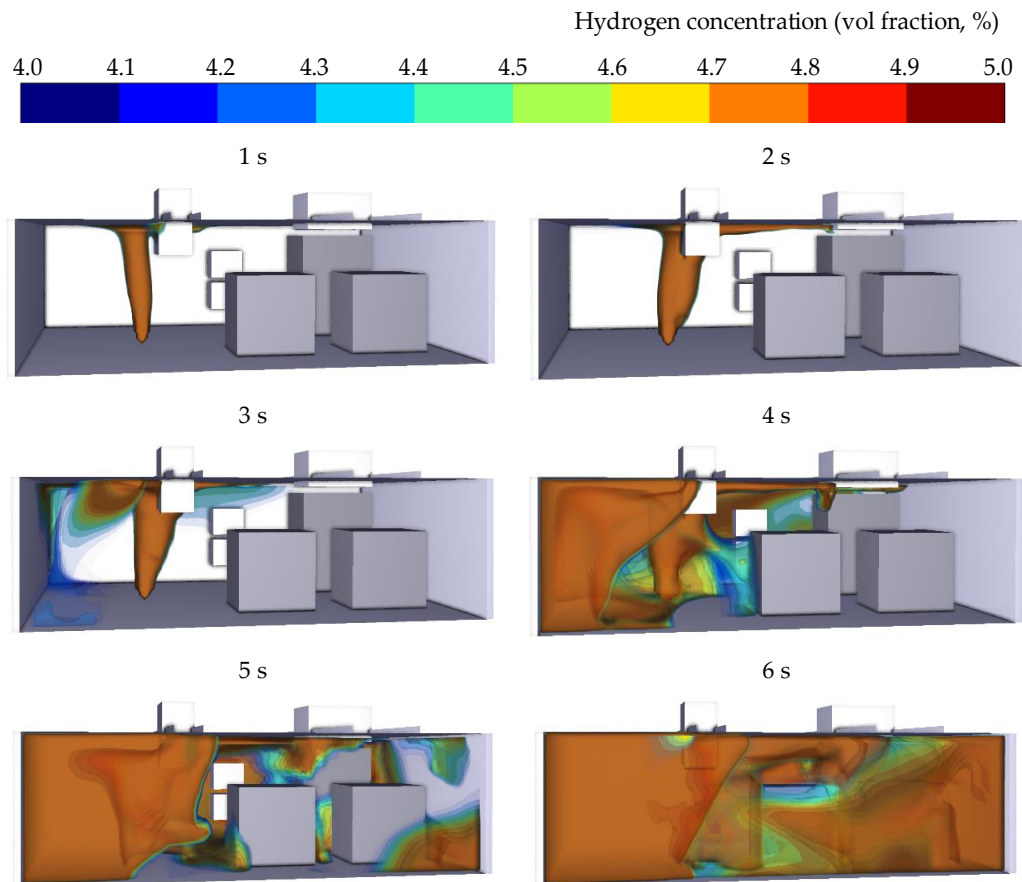 Hydrogen concentration (vol fraction, %)
4.0 4.1 4.2 4.3 4.4 4.5 4.6 4.7 4.8 4.9 5.0
1 s 2 s
3 s 4 s
5 s 6 s